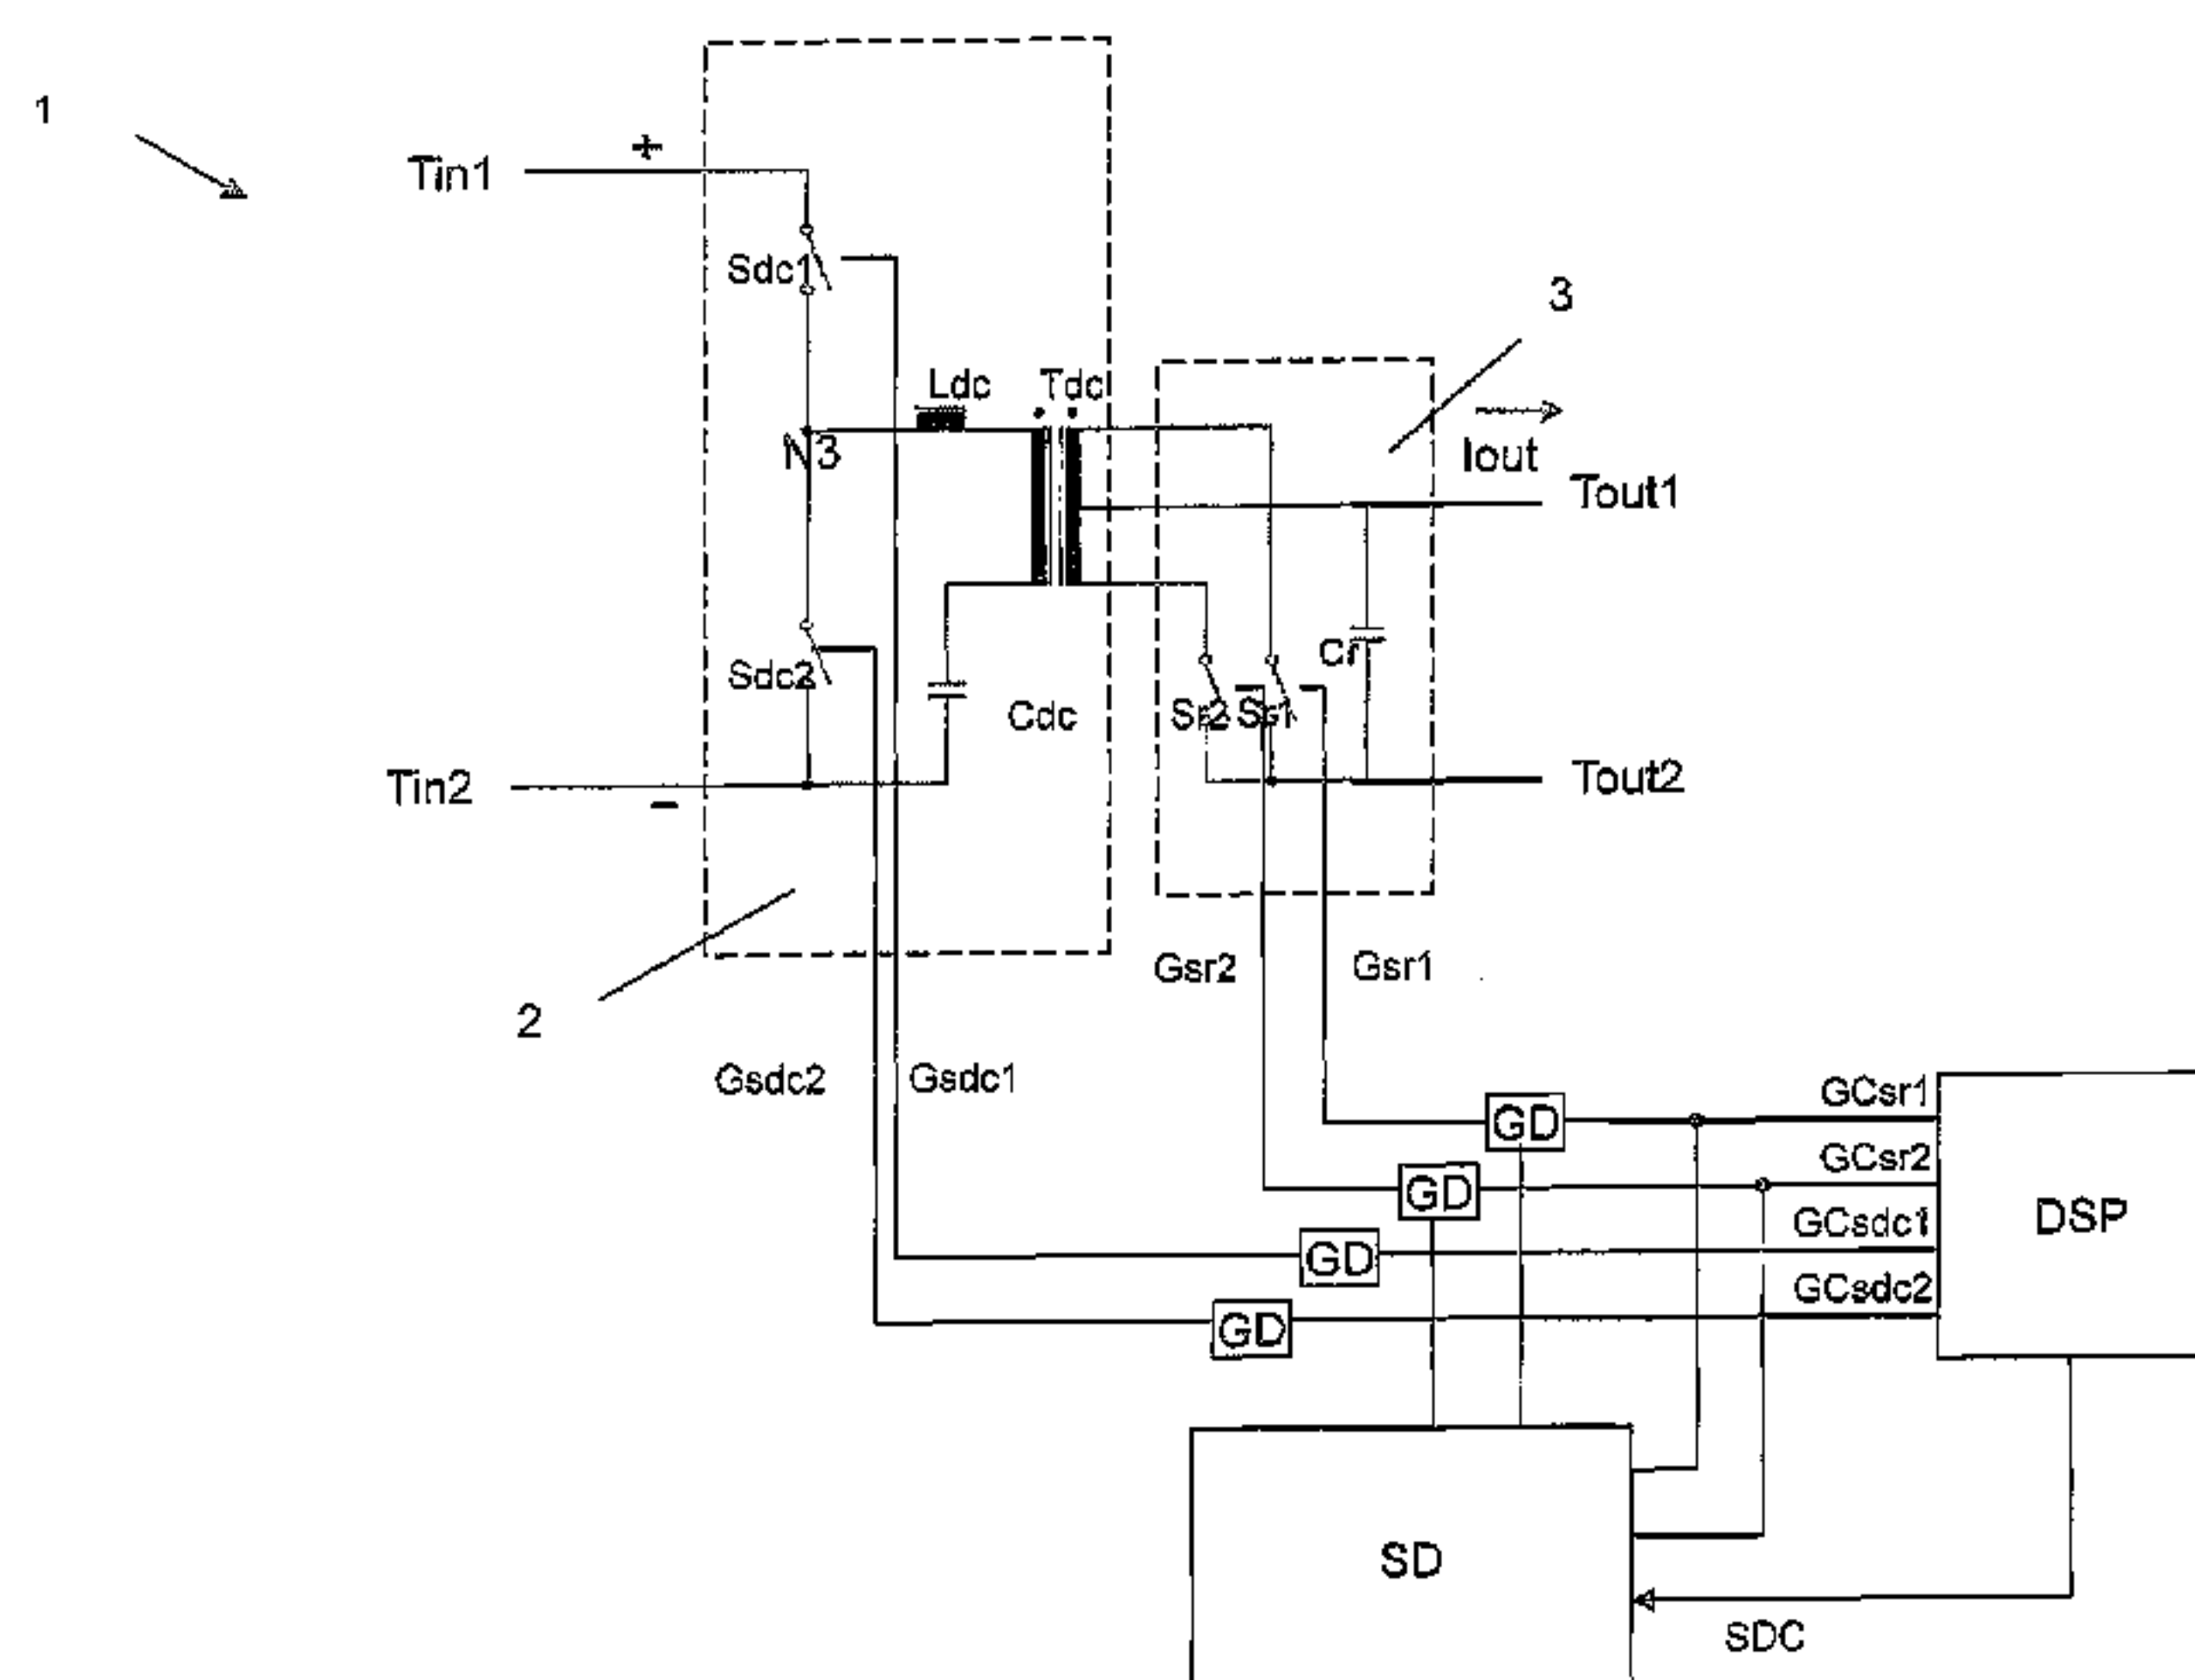 1
+
Tin1
Sdc1
3
Ldc
Tdc
Iout
N3
Tout1
Cr
Sdc2
Sr2
Sr1
Cdc
Tin2
-
Tout2
Gsr2
Gsr1
2
Gsdc2
Gsdc1
GCsr1
GD
GCsr2
GD
GCsdc1
DSP
GD
GCsdc2
GD
SD
SDC